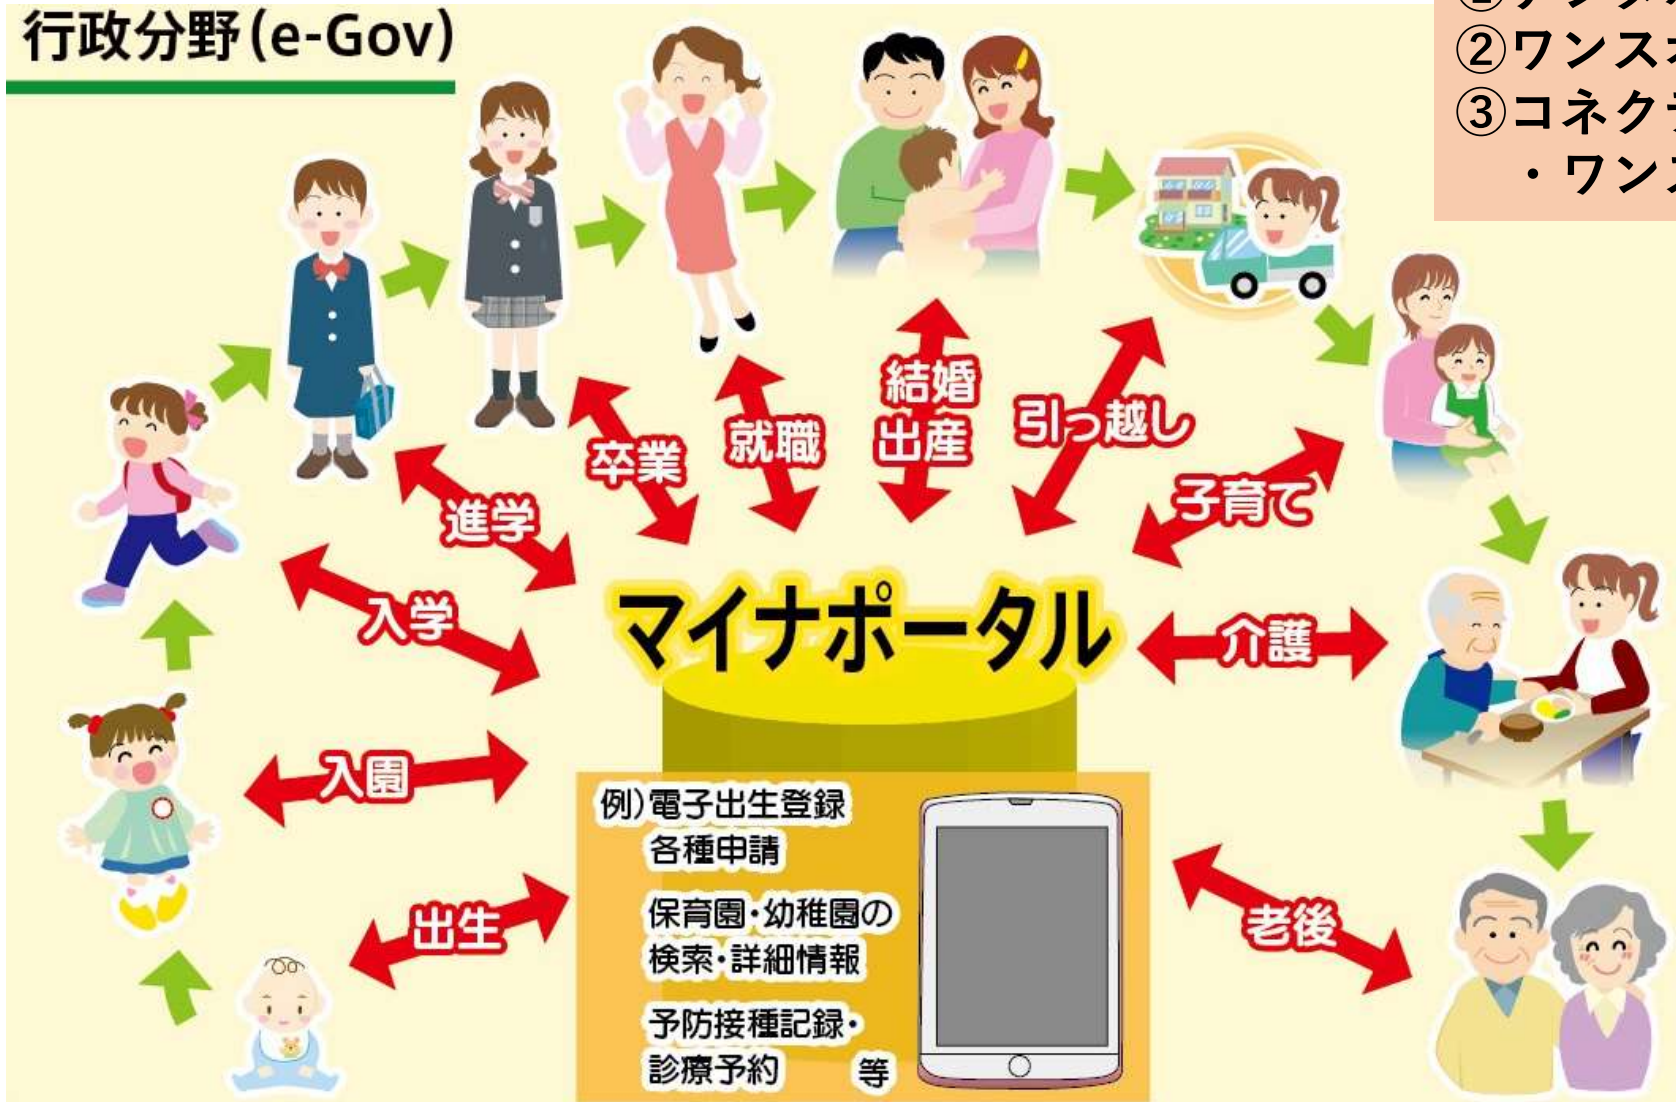 行政分野(e-Gov)
②ワンス
③コネク
・ワン
結婚
出産
引っ越し
就職
卒業
子育て
進学
入学
マイナポータル
介護
入園
出生
老後
例)電子出生登録
各種申請
保育園・幼稚園の
検索・詳細情報
予防接種記録・
診療予約 等